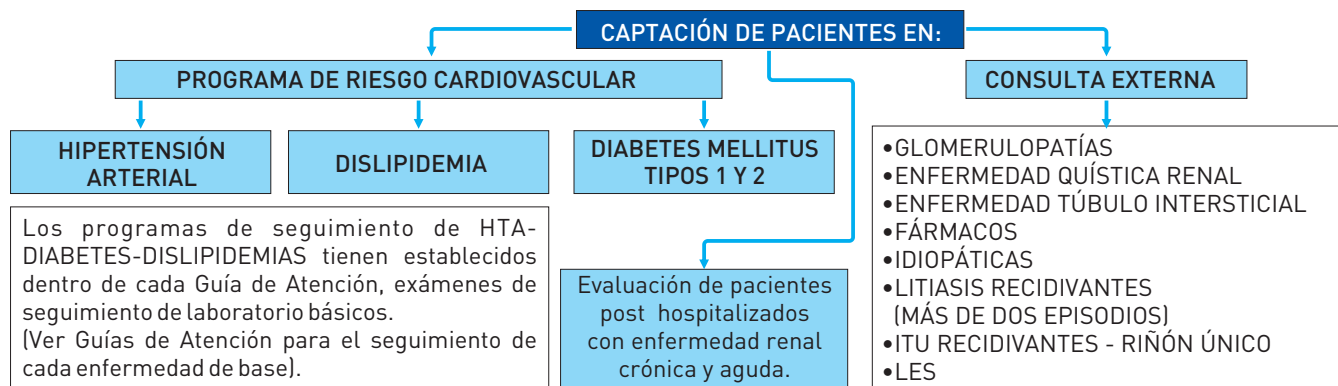 CAPTACIÓN DE PACIENTES EN:
PROGRAMA DE RIESGO CARDIOVASCULAR
CONSULTA EXTERNA
HIPERTENSIÓN
ARTERIAL
DISLIPIDEMIA
DIABETES MELLITUS
TIPOS 1 Y 2
Los programas de seguimiento de HTA-
DIABETES-DISLIPIDEMIAS tienen establecidos
dentro de cada Guía de Atención, exámenes de
seguimiento de laboratorio básicos.
(Ver Guías de Atención para el seguimiento de
cada enfermedad de base).
Evaluación de pacientes
post hospitalizados
con enfermedad renal
crónica y aguda.
•GLOMERULOPATÍAS
•ENFERMEDAD QUÍSTICA RENAL
•ENFERMEDAD TÚBULO INTERSTICIAL
•FÁRMACOS
•IDIOPÁTICAS
•LITIASIS RECIDIVANTES
(MÁS DE DOS EPISODIOS)
•ITU RECIDIVANTES - RIÑÓN ÚNICO
•LES